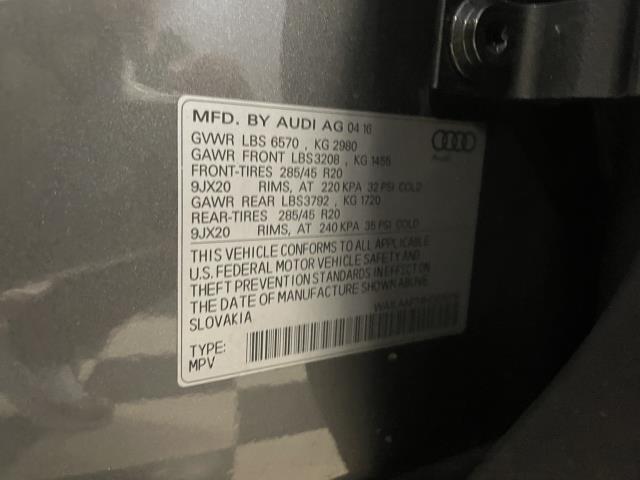 MFD. BY AUDI AG 04 16
GVWR LBS 6570 , KG 2980
GAWR FRONT LBS3208 , KG 1455
FRONT-TIRES 285/45 R20
9JX20 RIMS, AT 220 KPA 32 PSI COLD
GAWR REAR LBS3792 , KG 1720
REAR-TIRES 285/45 R20
9JX20 RIMS, AT 240 KPA 35 PSI COLD
THIS VEHICLE CONFORMS TO ALL APPLICABLE
U.S. FEDERAL MOTOR VEHICLE SAFETY AND
THEFT PREVENTION STANDARDS IN EFFECT ON
THE DATE OF MANUFACTURE SHOWN ABOVE
SLOVAKIA
TYPE:
MPV
Audi